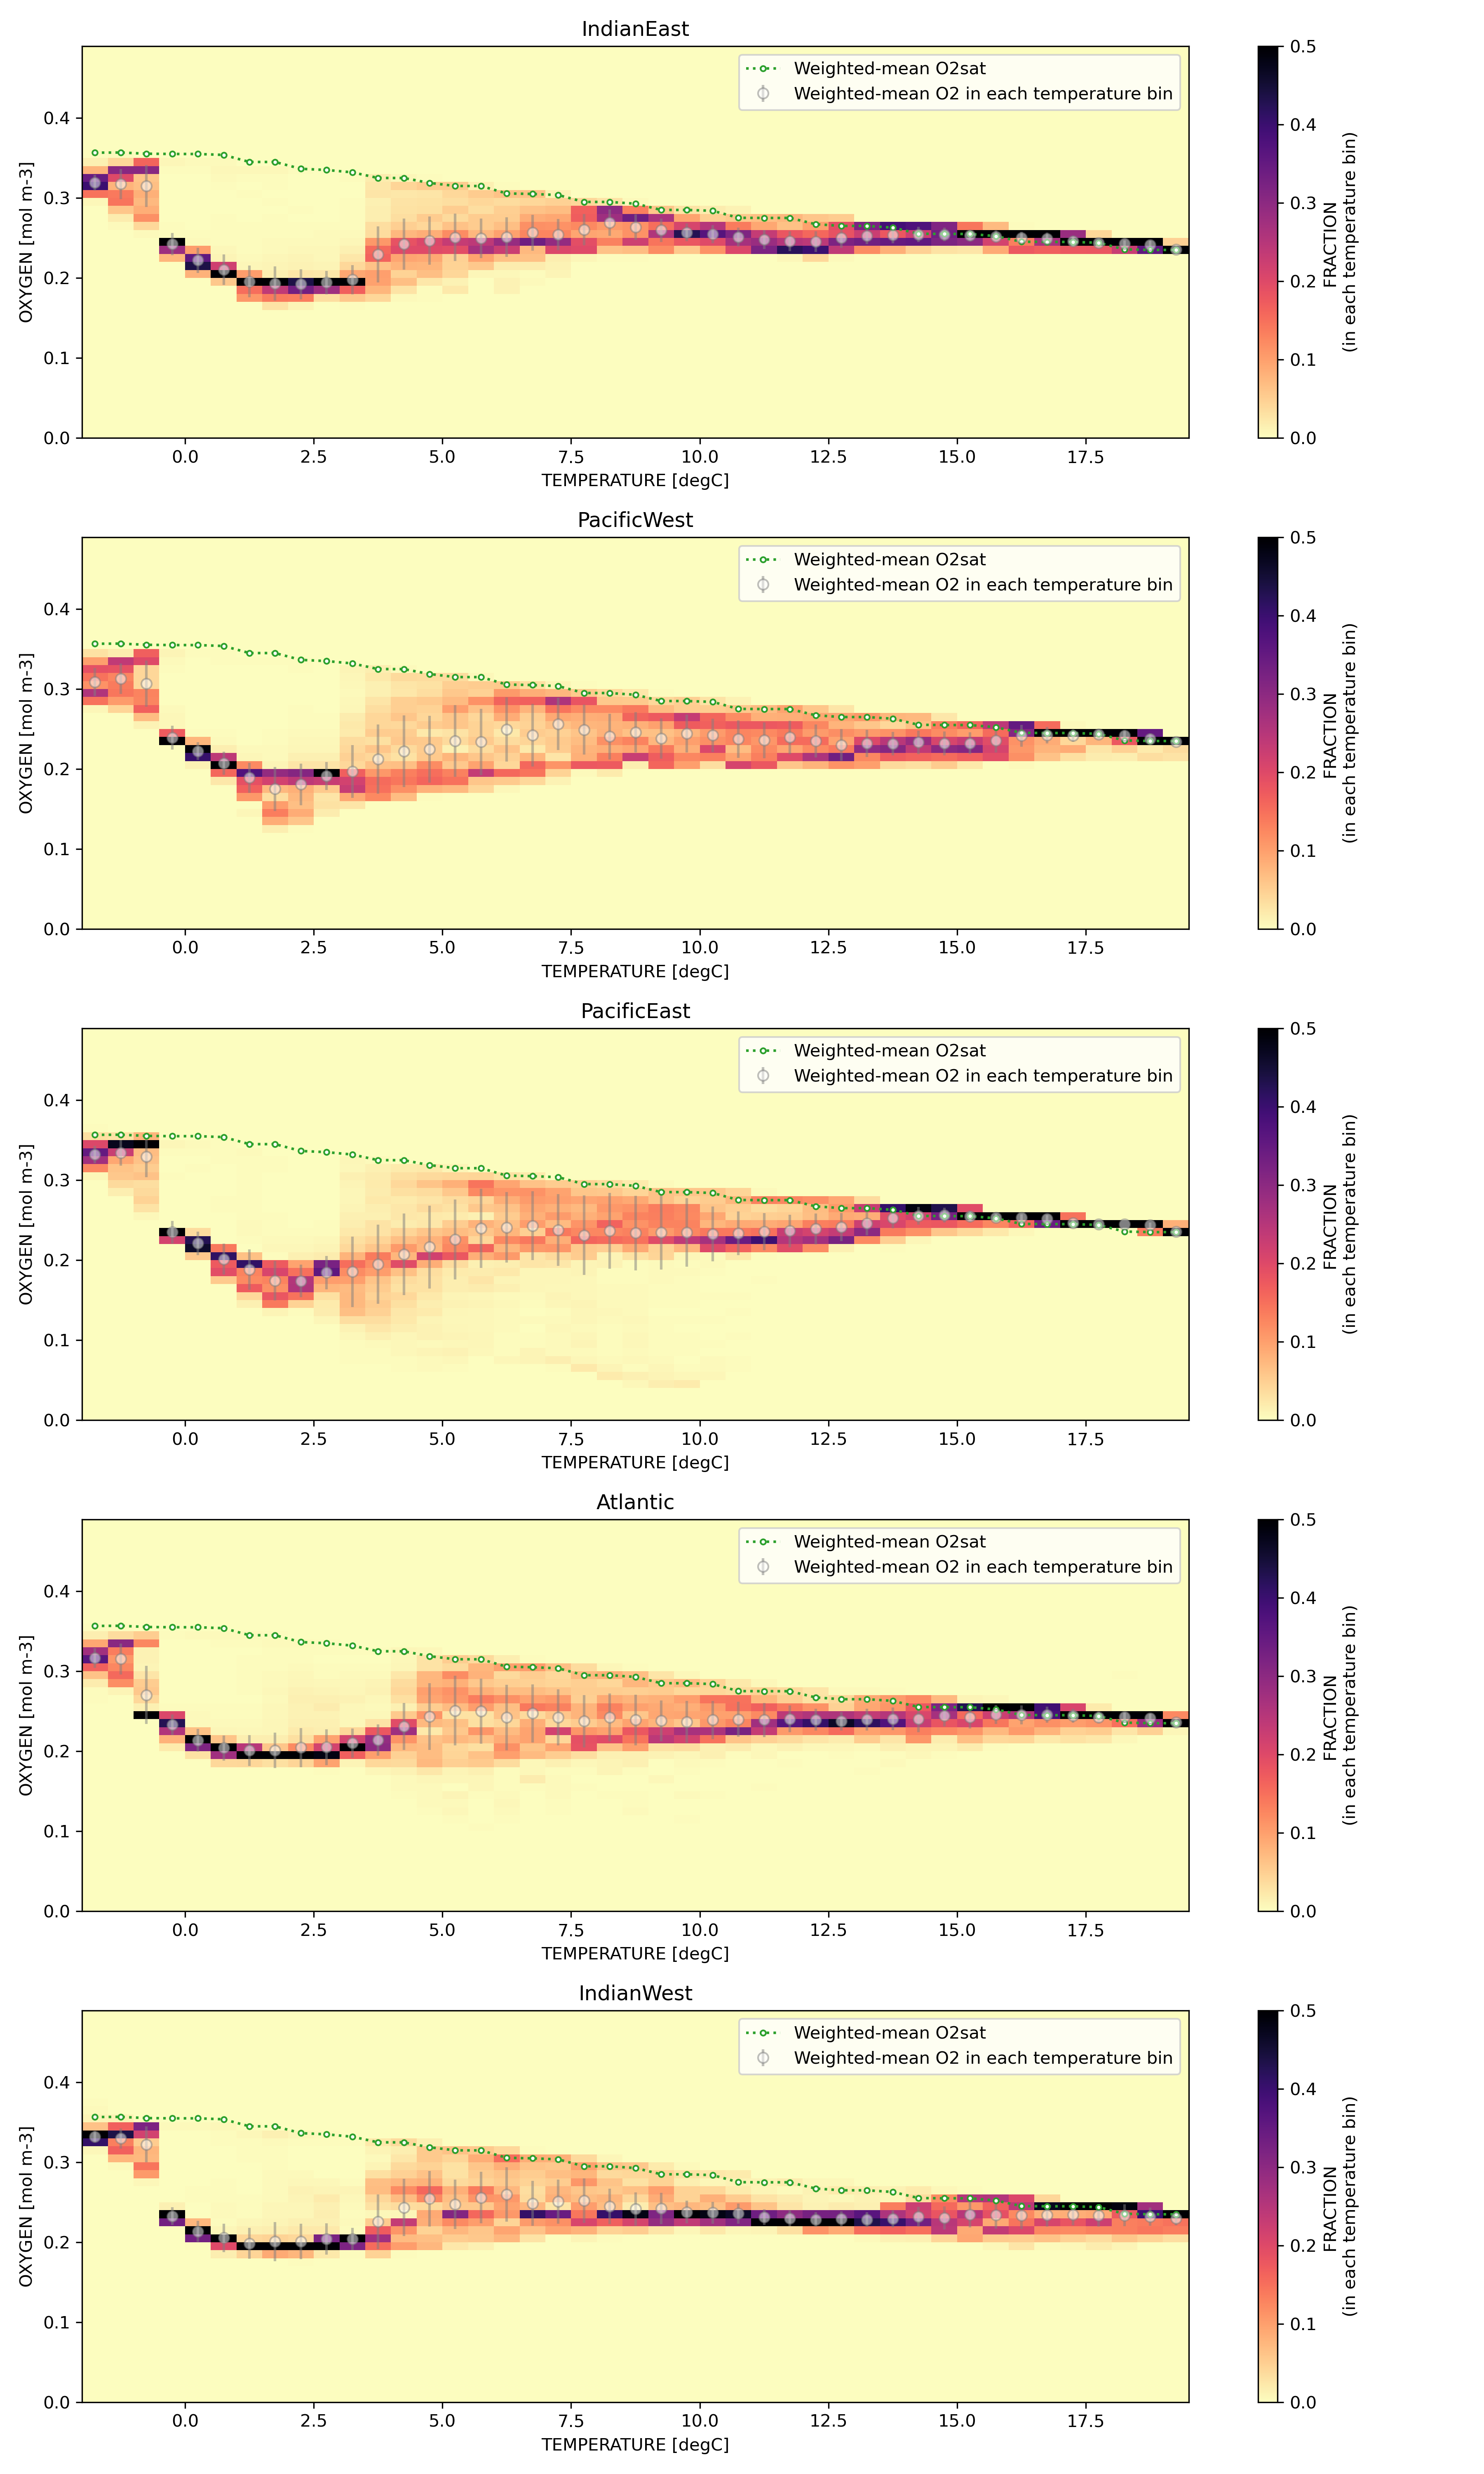 IndianEast
Weighted-mean O2sat
Weighted-mean O2 in each temperature bin
OXYGEN [mol m-3]
0.4
0.3
0.2
0.1
0.0
0.0 2.5 5.0 7.5 10.0 12.5 15.0 17.5
TEMPERATURE [degC]
0.5
0.4
0.3
0.2
0.1
0.0
FRACTION
(in each temperature bin)
PacificWest
Weighted-mean O2sat
Weighted-mean O2 in each temperature bin
OXYGEN [mol m-3]
0.4
0.3
0.2
0.1
0.0
0.0 2.5 5.0 7.5 10.0 12.5 15.0 17.5
TEMPERATURE [degC]
0.5
0.4
0.3
0.2
0.1
0.0
FRACTION
(in each temperature bin)
PacificEast
Weighted-mean O2sat
Weighted-mean O2 in each temperature bin
OXYGEN [mol m-3]
0.4
0.3
0.2
0.1
0.0
0.0 2.5 5.0 7.5 10.0 12.5 15.0 17.5
TEMPERATURE [degC]
0.5
0.4
0.3
0.2
0.1
0.0
FRACTION
(in each temperature bin)
Atlantic
Weighted-mean O2sat
Weighted-mean O2 in each temperature bin
OXYGEN [mol m-3]
0.4
0.3
0.2
0.1
0.0
0.0 2.5 5.0 7.5 10.0 12.5 15.0 17.5
TEMPERATURE [degC]
0.5
0.4
0.3
0.2
0.1
0.0
FRACTION
(in each temperature bin)
IndianWest
Weighted-mean O2sat
Weighted-mean O2 in each temperature bin
OXYGEN [mol m-3]
0.4
0.3
0.2
0.1
0.0
0.0 2.5 5.0 7.5 10.0 12.5 15.0 17.5
TEMPERATURE [degC]
0.5
0.4
0.3
0.2
0.1
0.0
FRACTION
(in each temperature bin)